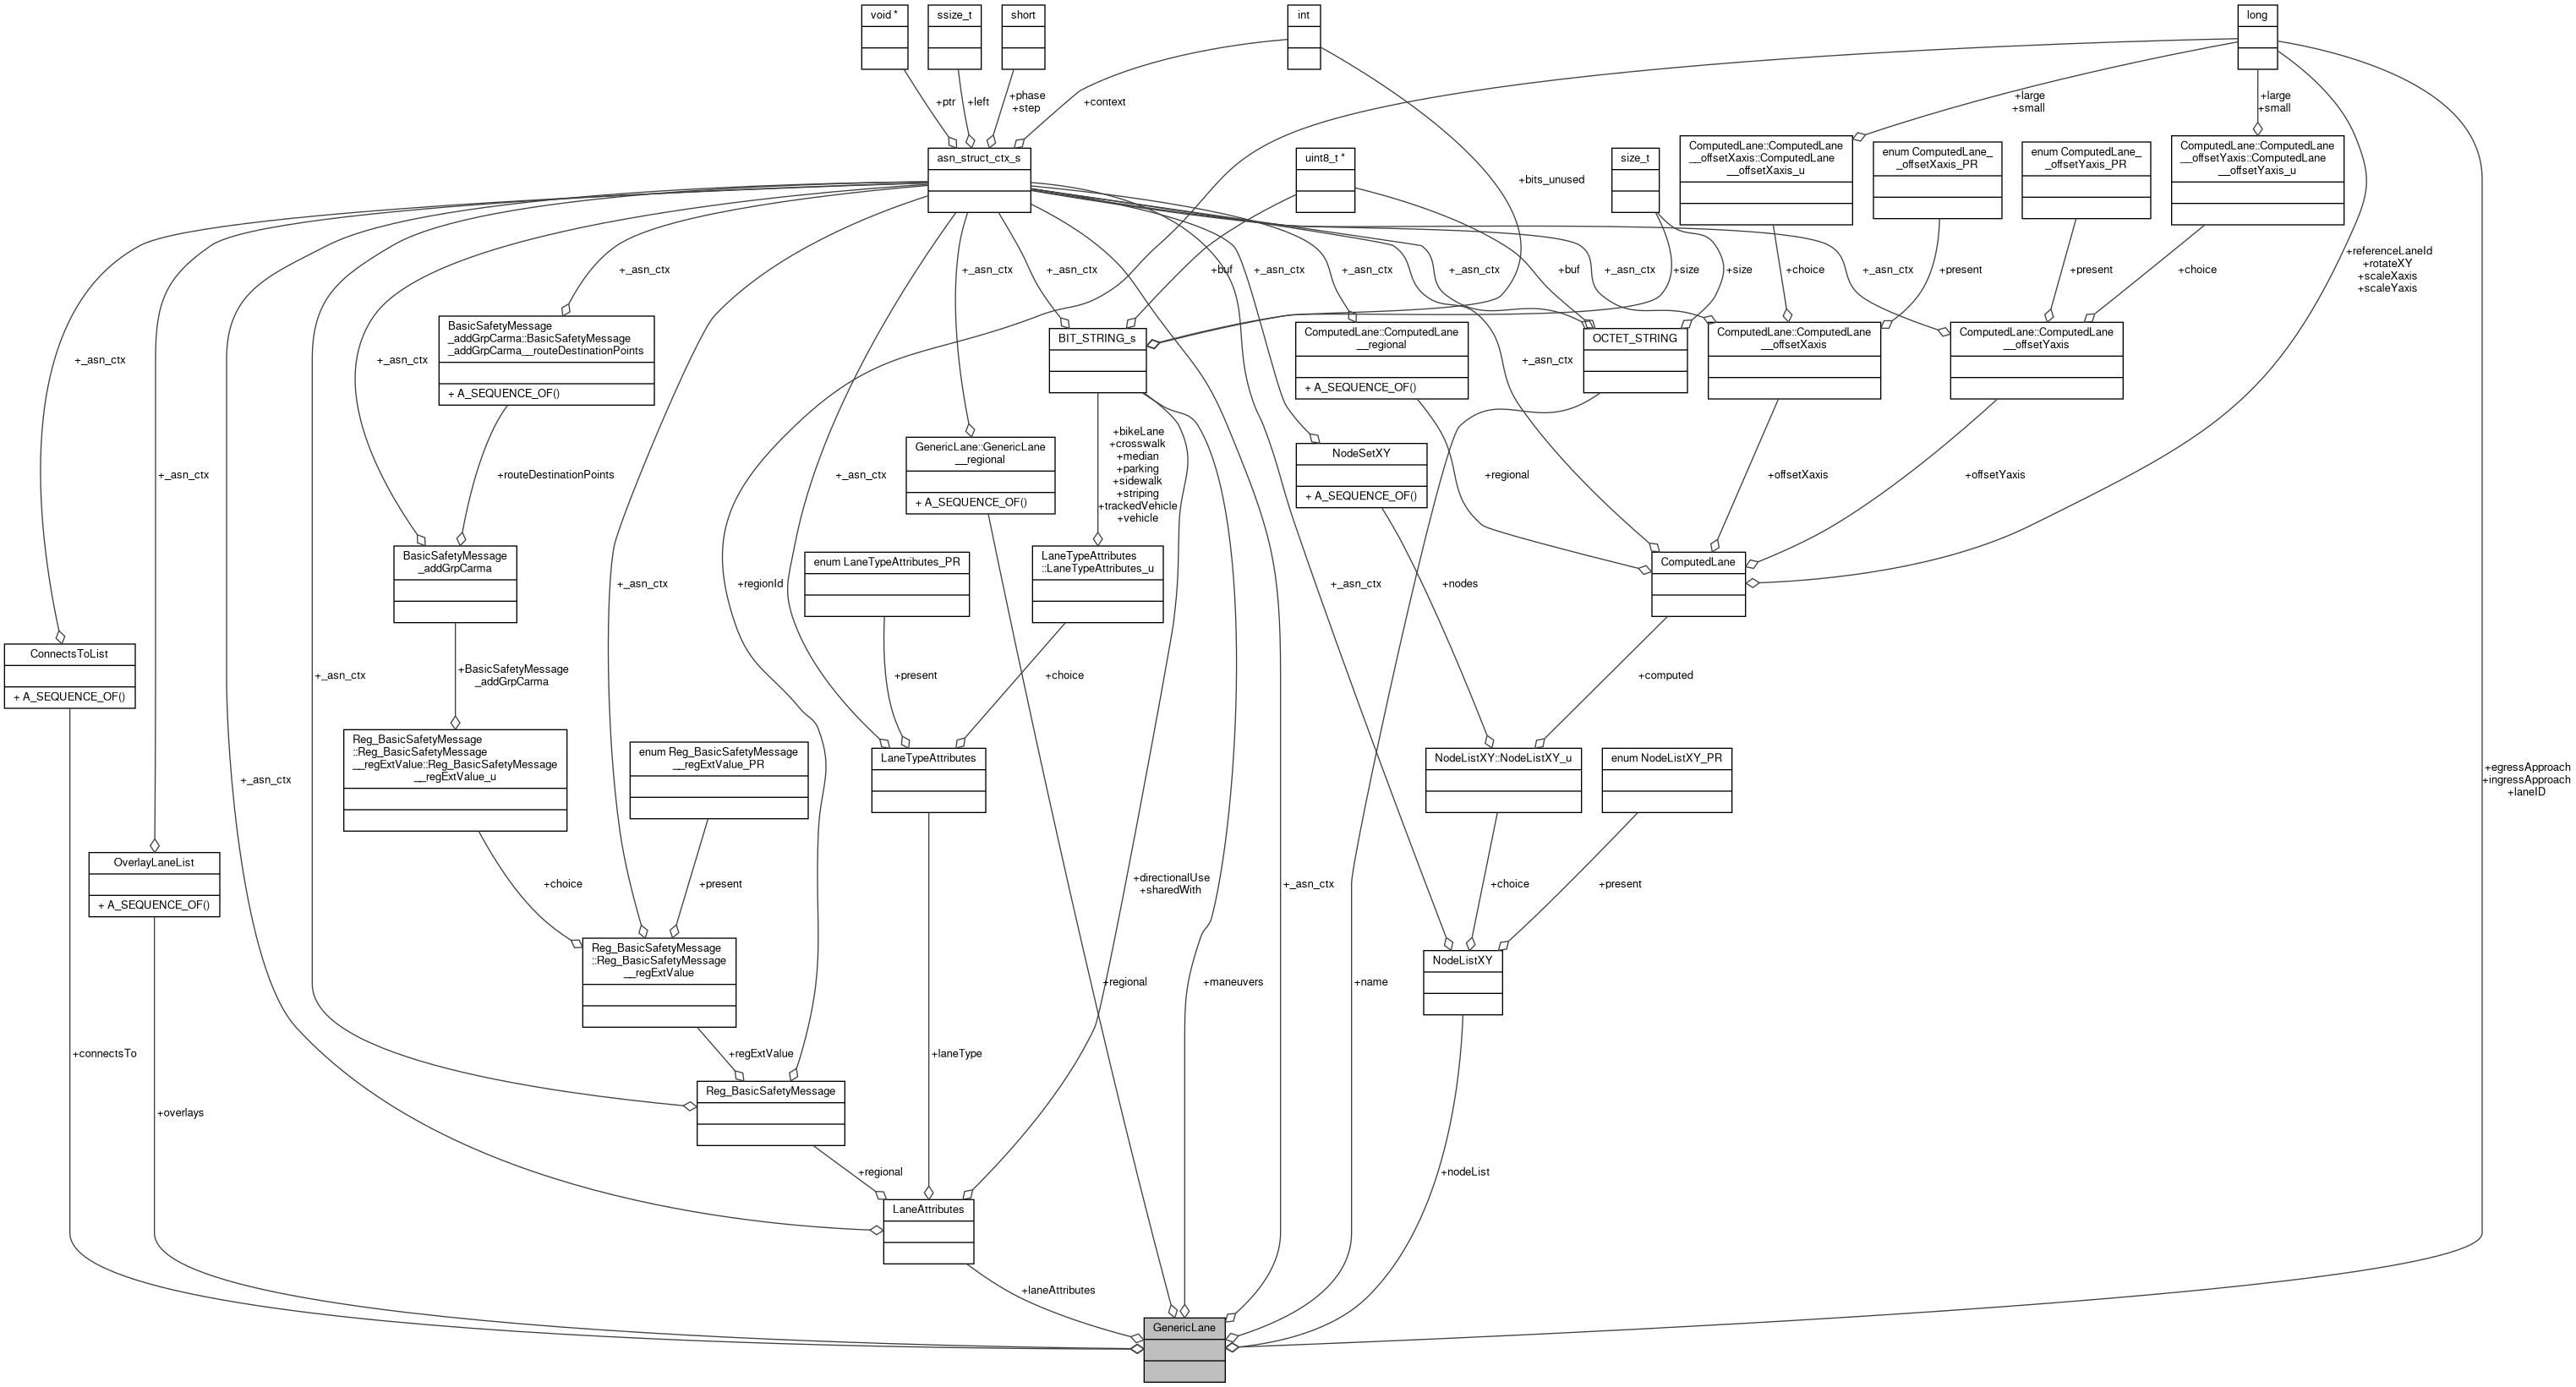 void *
ssize_t
short
int
long
+ptr
+left
+phase
+step
+context
+large
+small
+large
+small
asn_struct_ctx_s
uint8_t *
size_t
ComputedLane::ComputedLane
__offsetXaxis::ComputedLane
__offsetXaxis_u
enum ComputedLane_
_offsetXaxis_PR
enum ComputedLane_
_offsetYaxis_PR
ComputedLane::ComputedLane
__offsetYaxis::ComputedLane
__offsetYaxis_u
+bits_unused
+_asn_ctx
+_asn_ctx
+_asn_ctx
+buf
+_asn_ctx
+_asn_ctx
+_asn_ctx
+buf
+_asn_ctx
+size
+size
+choice
+present
+_asn_ctx
+present
+choice
+referenceLaneId
+rotateXY
+scaleXaxis
+scaleYaxis
BasicSafetyMessage
_addGrpCarma::BasicSafetyMessage
_addGrpCarma__routeDestinationPoints
+ A_SEQUENCE_OF()
BIT_STRING_s
ComputedLane::ComputedLane
__regional
+ A_SEQUENCE_OF()
OCTET_STRING
ComputedLane::ComputedLane
__offsetXaxis
ComputedLane::ComputedLane
__offsetYaxis
+_asn_ctx
+_asn_ctx
+_asn_ctx
+_asn_ctx
+routeDestinationPoints
+_asn_ctx
GenericLane::GenericLane
__regional
+ A_SEQUENCE_OF()
+bikeLane
+crosswalk
+median
+parking
+sidewalk
+striping
+trackedVehicle
+vehicle
NodeSetXY
+ A_SEQUENCE_OF()
+regional
+offsetXaxis
+offsetYaxis
BasicSafetyMessage
_addGrpCarma
+_asn_ctx
+regionId
enum LaneTypeAttributes_PR
LaneTypeAttributes
::LaneTypeAttributes_u
+_asn_ctx
+nodes
ComputedLane
ConnectsToList
+ A_SEQUENCE_OF()
+_asn_ctx
+BasicSafetyMessage
_addGrpCarma
+present
+choice
+computed
Reg_BasicSafetyMessage
::Reg_BasicSafetyMessage
__regExtValue::Reg_BasicSafetyMessage
__regExtValue_u
enum Reg_BasicSafetyMessage
__regExtValue_PR
LaneTypeAttributes
NodeListXY::NodeListXY_u
enum NodeListXY_PR
+_asn_ctx
+egressApproach
+ingressApproach
+laneID
OverlayLaneList
+ A_SEQUENCE_OF()
+choice
+present
+directionalUse
+sharedWith
+_asn_ctx
+choice
+present
Reg_BasicSafetyMessage
::Reg_BasicSafetyMessage
__regExtValue
+regional
+maneuvers
+name
NodeListXY
+connectsTo
+regExtValue
+laneType
Reg_BasicSafetyMessage
+overlays
+regional
+nodeList
LaneAttributes
+laneAttributes
GenericLane